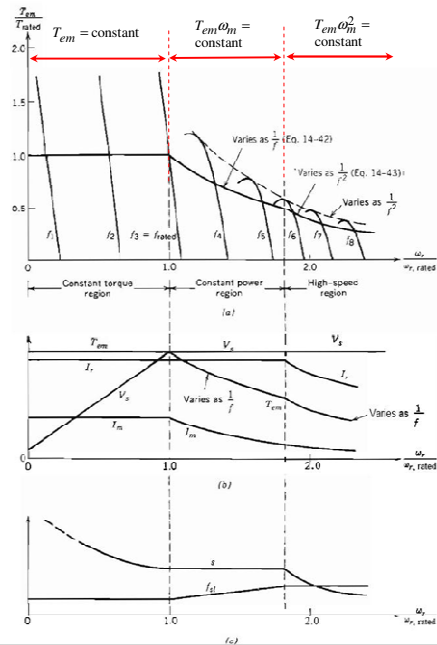 T_em = constant
T_em ω_m = constant
T_em ω_m² = constant
T_em / T_rated
2.0
1.5
1.0
0.5
Varies as 1/f (Eq. 14-42)
Varies as 1/f² (Eq. 14-43)
Varies as 1/f²
f₁
f₂
f₃ = f_rated
f₄
f₅
f₆
f₇
f₈
0
1.0
2.0
ω_r / ω_r, rated
Constant torque region
Constant power region
High-speed region
(a)
T_em
V_s
V_s
I_r
V_s
I_r
Varies as 1/f
T_em
Varies as 1/f
I_m
I_m
0
0
1.0
2.0
ω_r / ω_r, rated
(b)
s
f_sl
0
1.0
2.0
ω_r / ω_r, rated
(c)